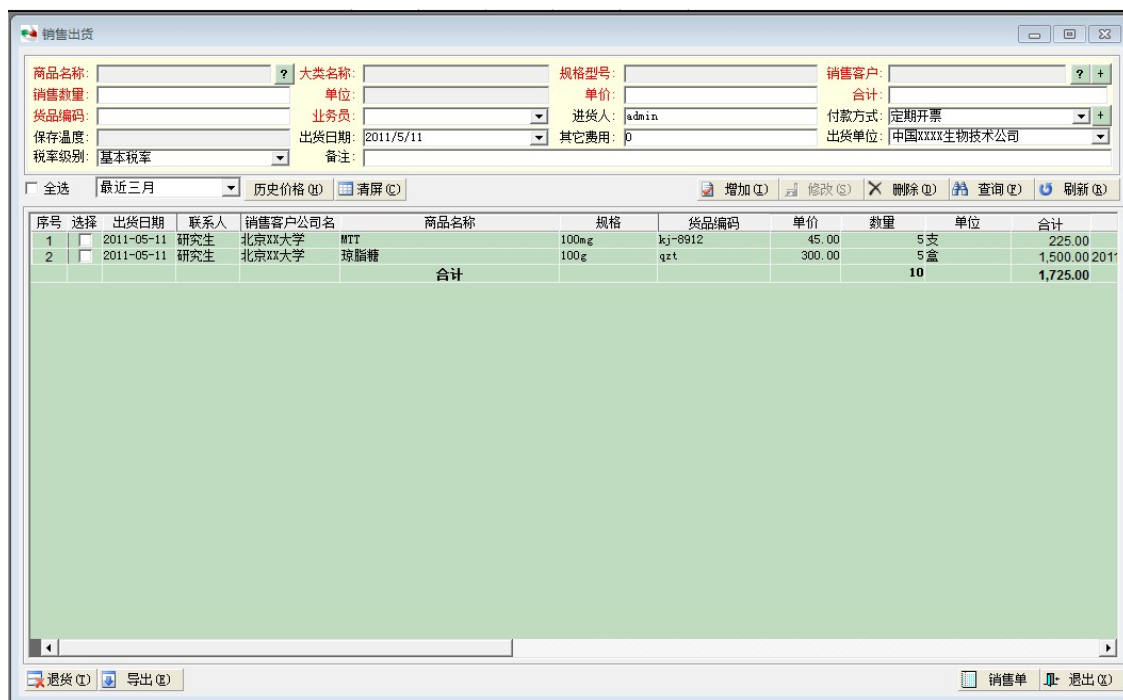 销售出货
商品名称: ? 大类名称: 规格型号: 销售客户: ? +
销售数量: 单位: 单价: 合计:
货品编码: 业务员: 进货人: admin 付款方式: 定期开票 +
保存温度: 出货日期: 2011/5/11 其它费用: 0 出货单位: 中国XXXX生物技术公司
税率级别: 基本税率 备注:
全选 最近三月 历史价格(H) 清屏(C) 增加(I) 修改(S) 删除(D) 查询(F) 刷新(R)
序号 选择 出货日期 联系人 销售客户公司名 商品名称 规格 货品编码 单价 数量 单位 合计
1 2011-05-11 研究生 北京XX大学 MTT 100mg kj-8912 45.00 5 支 225.00
2 2011-05-11 研究生 北京XX大学 琼脂糖 100g qzt 300.00 5 盒 1,500.00 2011
合计 10 1,725.00
退货(T) 导出(E) 销售单 退出(X)